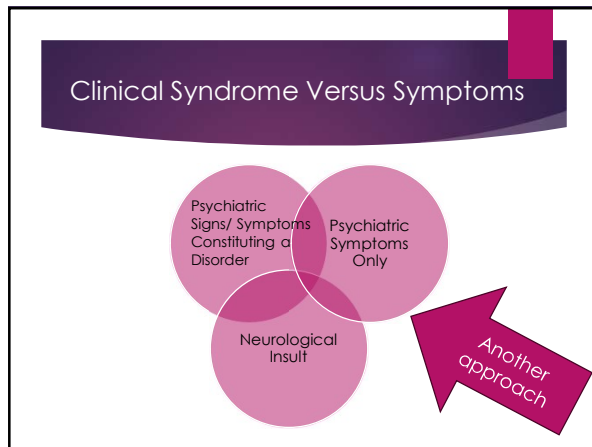 Clinical Syndrome Versus Symptoms
Psychiatric
Signs/ Symptoms
Constituting a
Disorder
Psychiatric
Symptoms
Only
Neurological
Insult
Another
approach